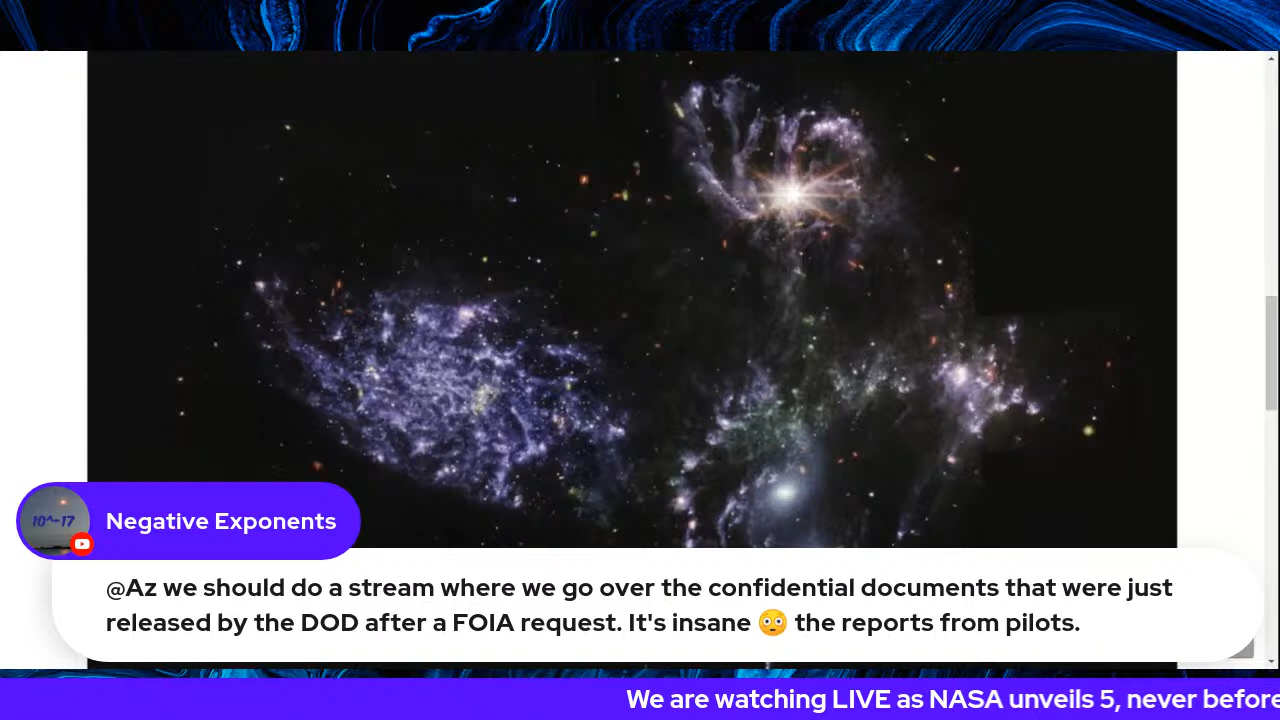 10^-17
Negative Exponents
@Az we should do a stream where we go over the confidential documents that were just
released by the DOD after a FOIA request. It's insane 😳 the reports from pilots.
We are watching LIVE as NASA unveils 5, never before